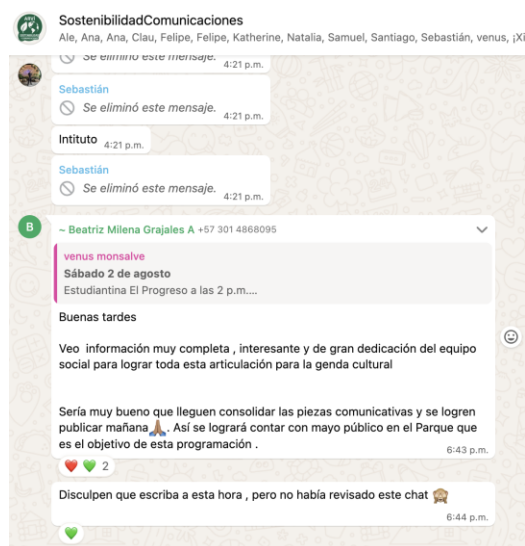 SostenibilidadComunicaciones
Ale, Ana, Ana, Clau, Felipe, Felipe, Katherine, Natalia, Samuel, Santiago, Sebastián, venus, ¡Xi
Se eliminó este mensaje. 4:21 p.m.
Sebastián
Se eliminó este mensaje. 4:21 p.m.
Intituto 4:21 p.m.
Sebastián
Se eliminó este mensaje. 4:21 p.m.
B
~ Beatriz Milena Grajales A +57 301 4868095
venus monsalve
Sábado 2 de agosto
Estudiantina El Progreso a las 2 p.m....
Buenas tardes
Veo información muy completa , interesante y de gran dedicación del equipo
social para lograr toda esta articulación para la genda cultural
Sería muy bueno que lleguen consolidar las piezas comunicativas y se logren
publicar mañana🙏🏽. Así se logrará contar con mayo público en el Parque que
es el objetivo de esta programación . 6:43 p.m.
❤️ 💚 2
Disculpen que escriba a esta hora , pero no había revisado este chat 🙈
6:44 p.m.
💚